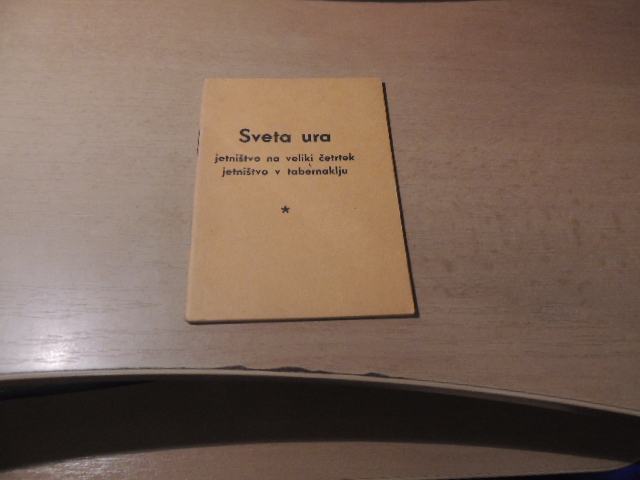 Sveta ura
jetništvo na veliki četrtek
jetništvo v tabernaklju
*